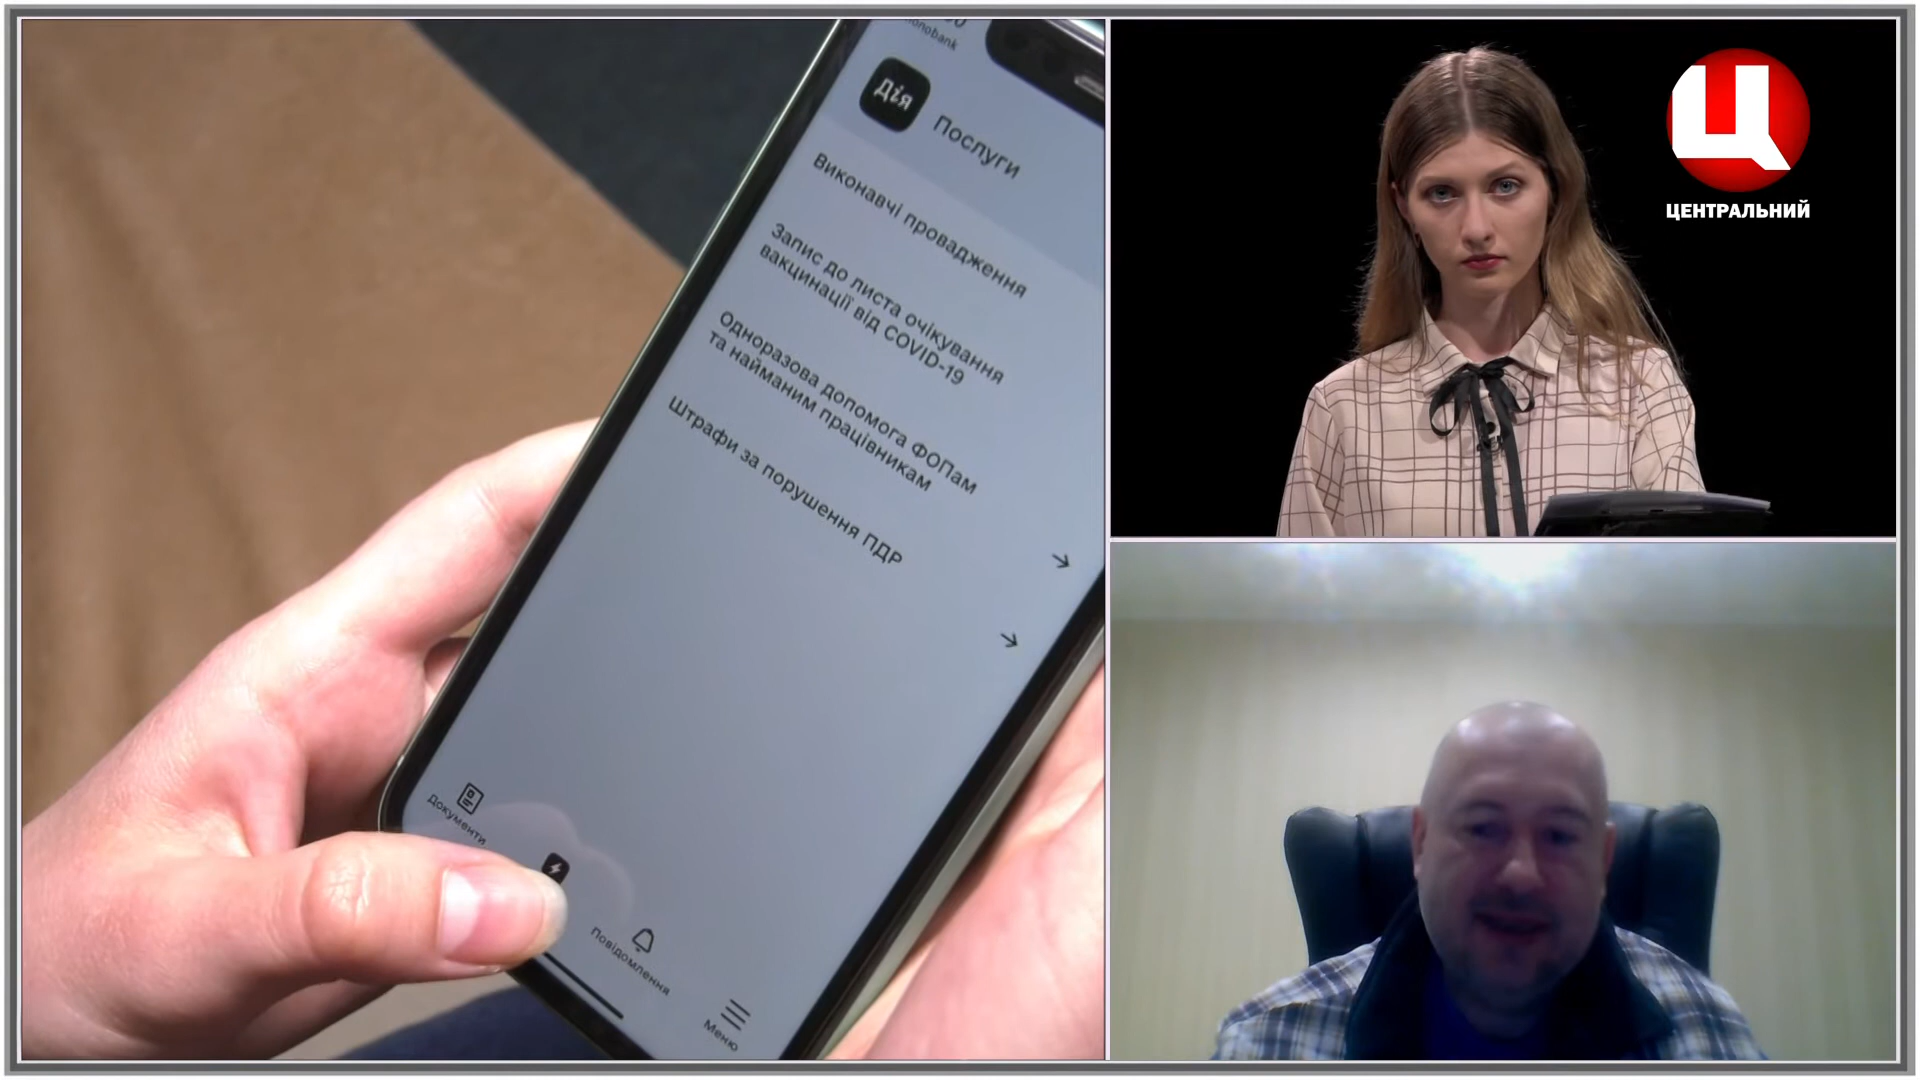 monobank
Дія
Послуги
Виконавчі провадження
Запис до листа очікування
вакцинації від COVID-19
Одноразова допомога ФОПам
та найманим працівникам
Штрафи за порушення ПДР
Документи
Повідомлення
Меню
Ц
ЦЕНТРАЛЬНИЙ